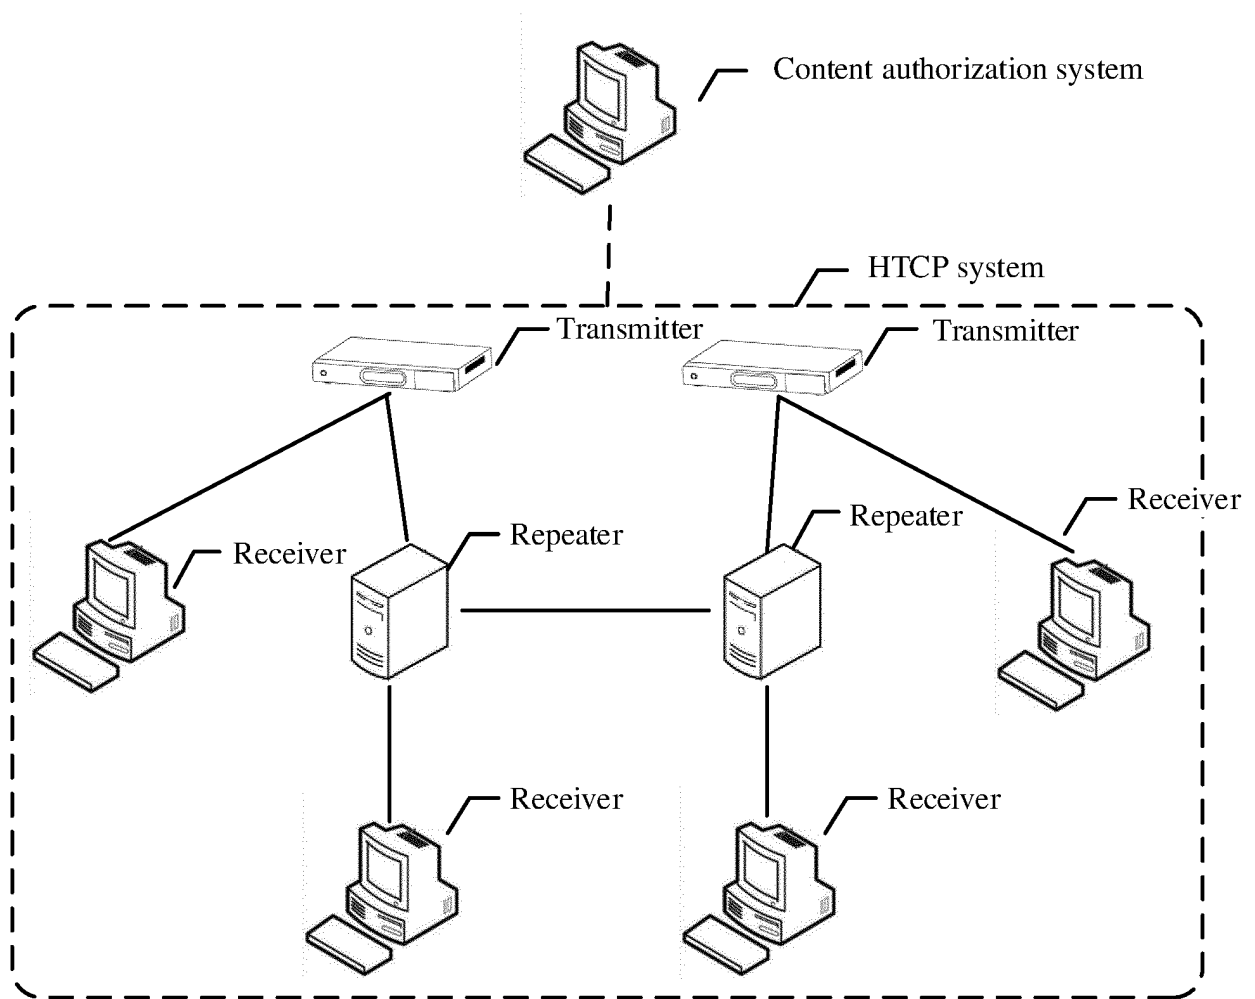 Content authorization system
HTCP system
Transmitter
Transmitter
Receiver
Repeater
Repeater
Receiver
Receiver
Receiver